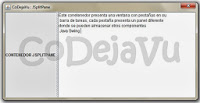 CoDejaVu : JSplitPane
Este contenedor presenta una ventana con pestañas en su
barra de tareas, cada pestaña presenta un panel diferente
donde se pueden almacenar otros componentes
Java Swing
CONTENEDOR JSPLITPANE
CoDejaVu